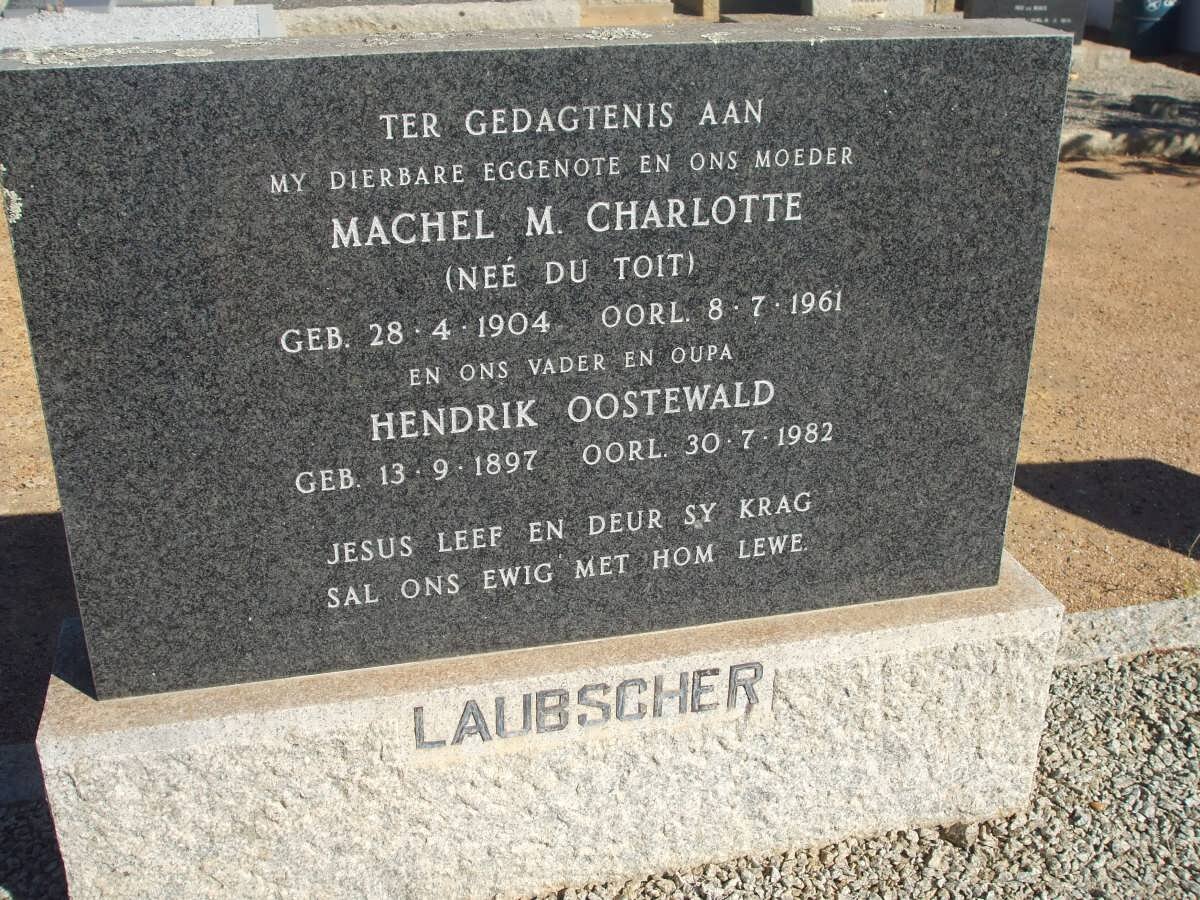 TER GEDAGTENIS AAN
MY DIERBARE EGGENOTE EN ONS MOEDER
MACHEL M. CHARLOTTE
(NEÉ DU TOIT)
GEB. 28·4·1904 OORL. 8·7·1961
EN ONS VADER EN OUPA
HENDRIK OOSTEWALD
GEB. 13·9·1897 OORL. 30·7·1982
JESUS LEEF EN DEUR SY KRAG
SAL ONS EWIG MET HOM LEWE.
LAUBSCHER